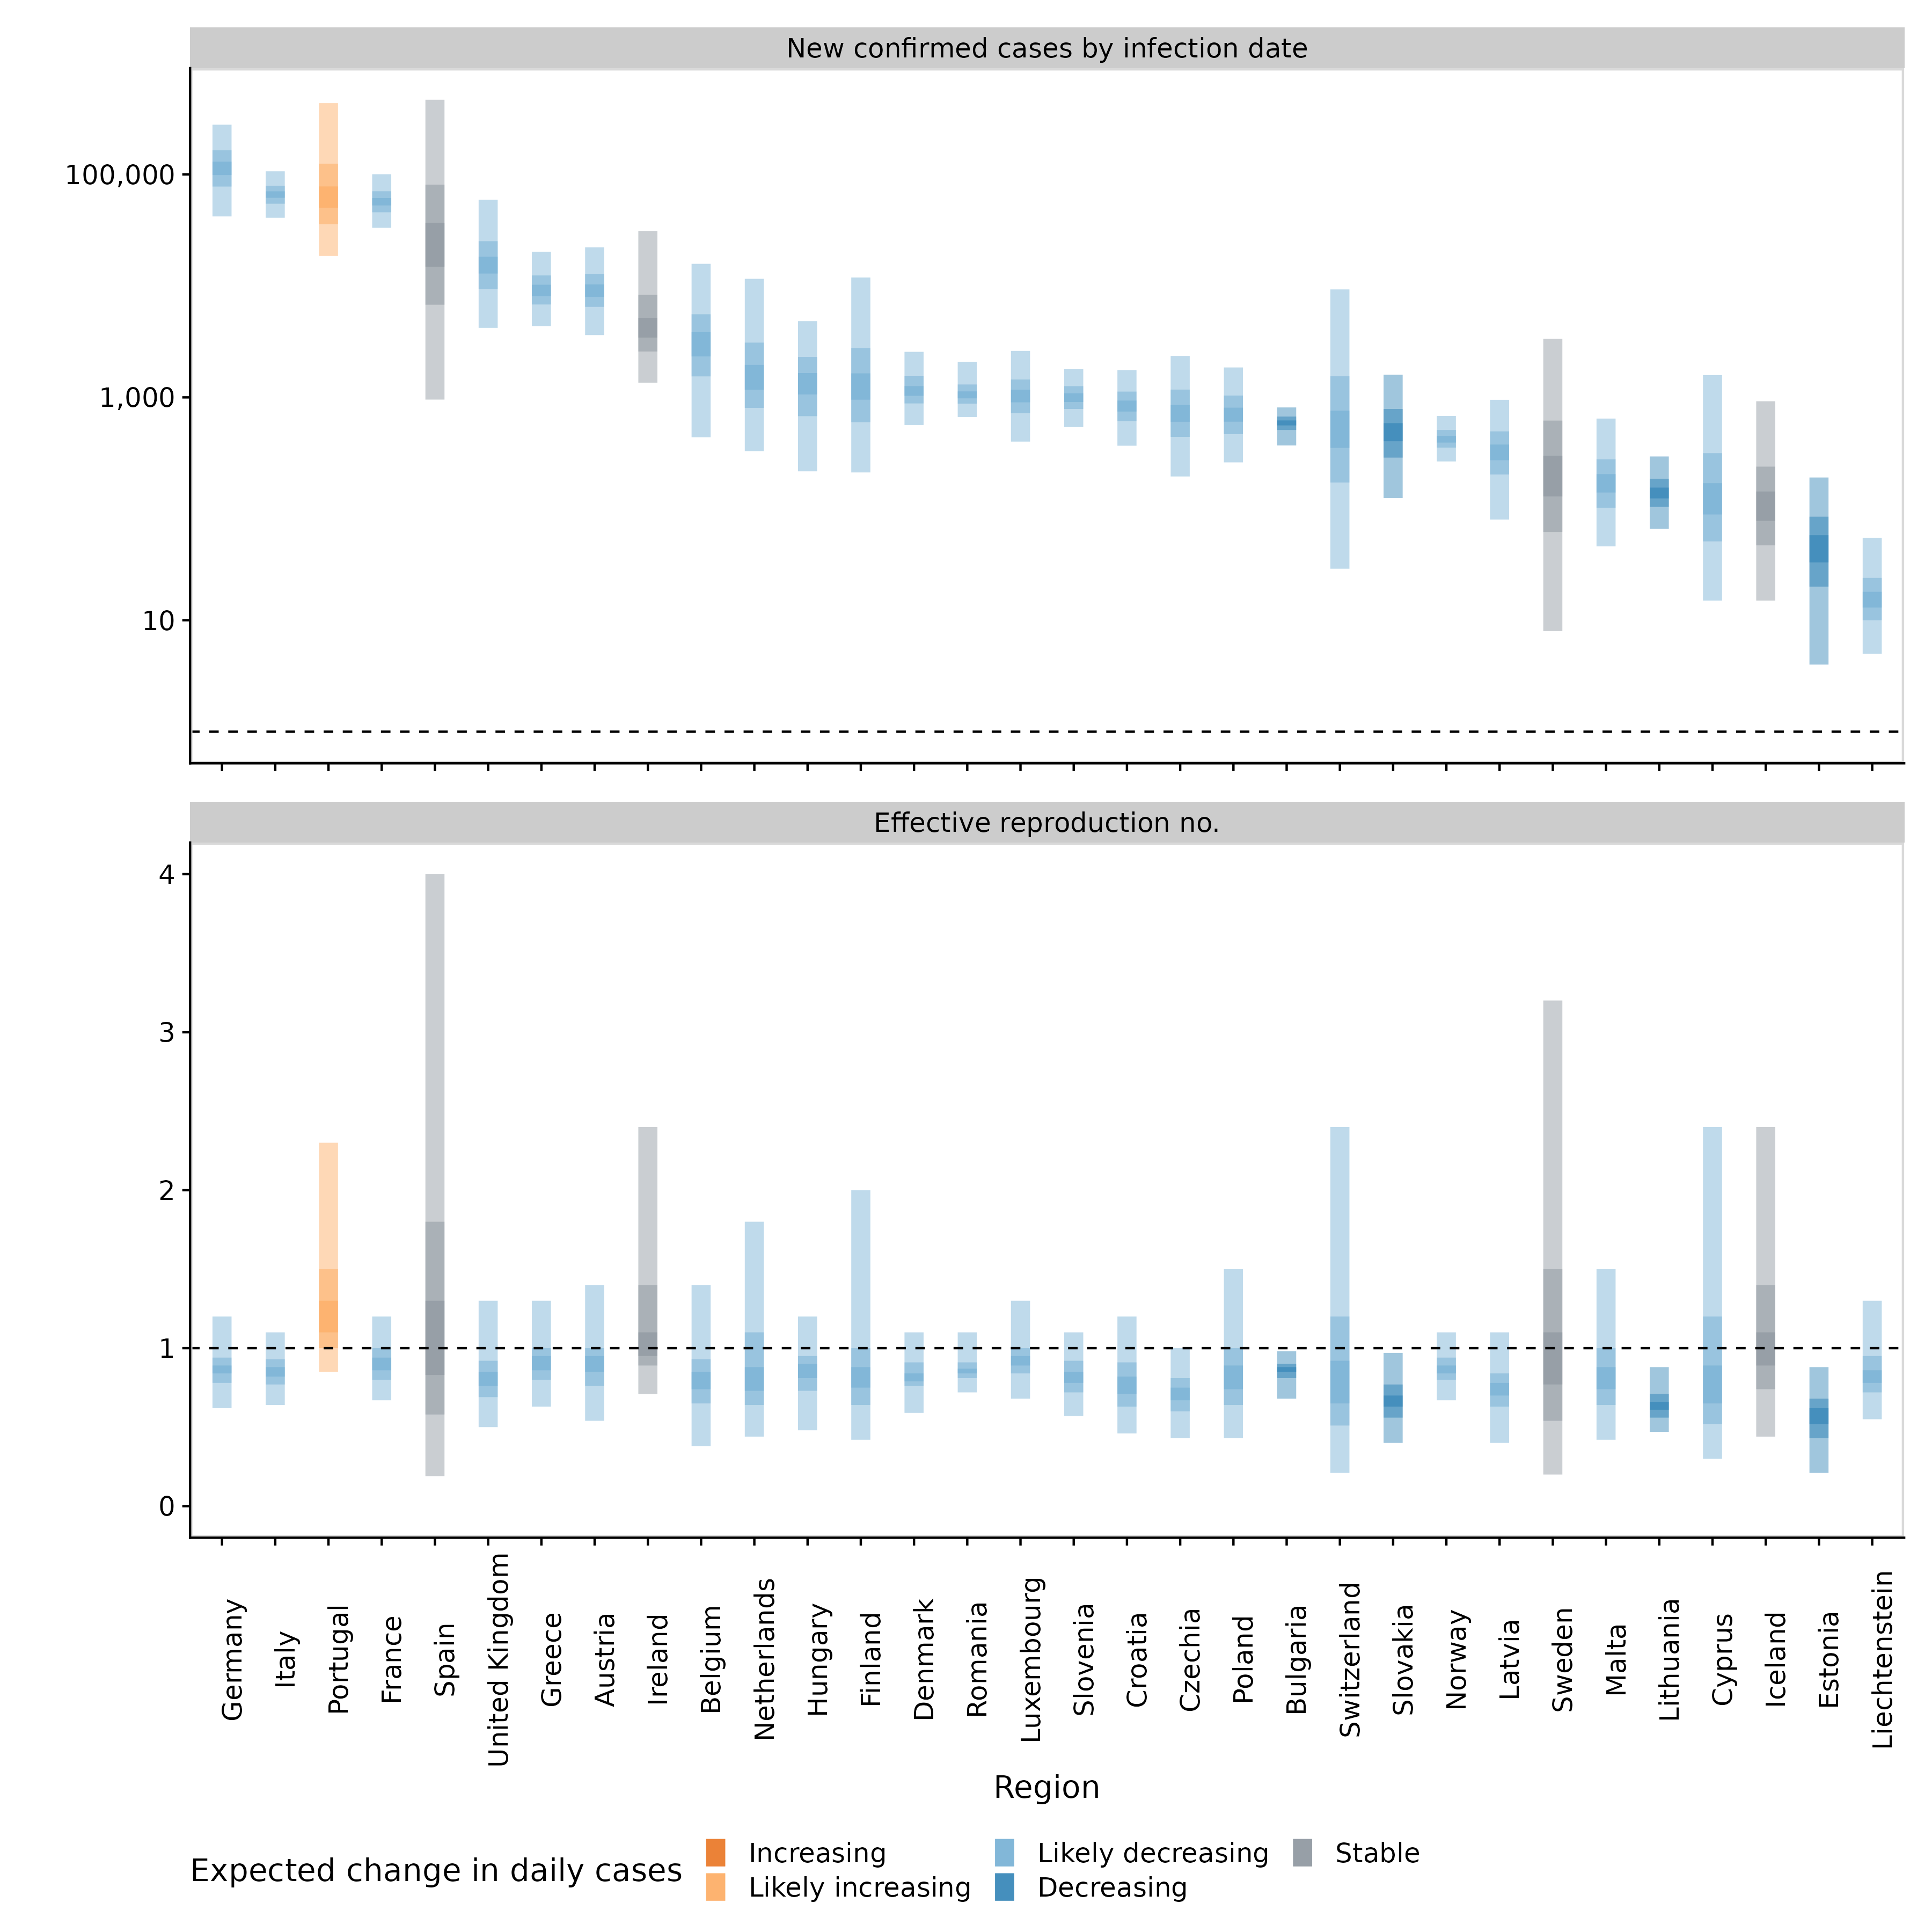 New confirmed cases by infection date
100,000
1,000
10
Effective reproduction no.
4
3
2
1
0
Germany
Italy
Portugal
France
Spain
United Kingdom
Greece
Austria
Ireland
Belgium
Netherlands
Hungary
Finland
Denmark
Romania
Luxembourg
Slovenia
Croatia
Czechia
Poland
Bulgaria
Switzerland
Slovakia
Norway
Latvia
Sweden
Malta
Lithuania
Cyprus
Iceland
Estonia
Liechtenstein
Region
Expected change in daily cases
Increasing
Likely increasing
Likely decreasing
Decreasing
Stable